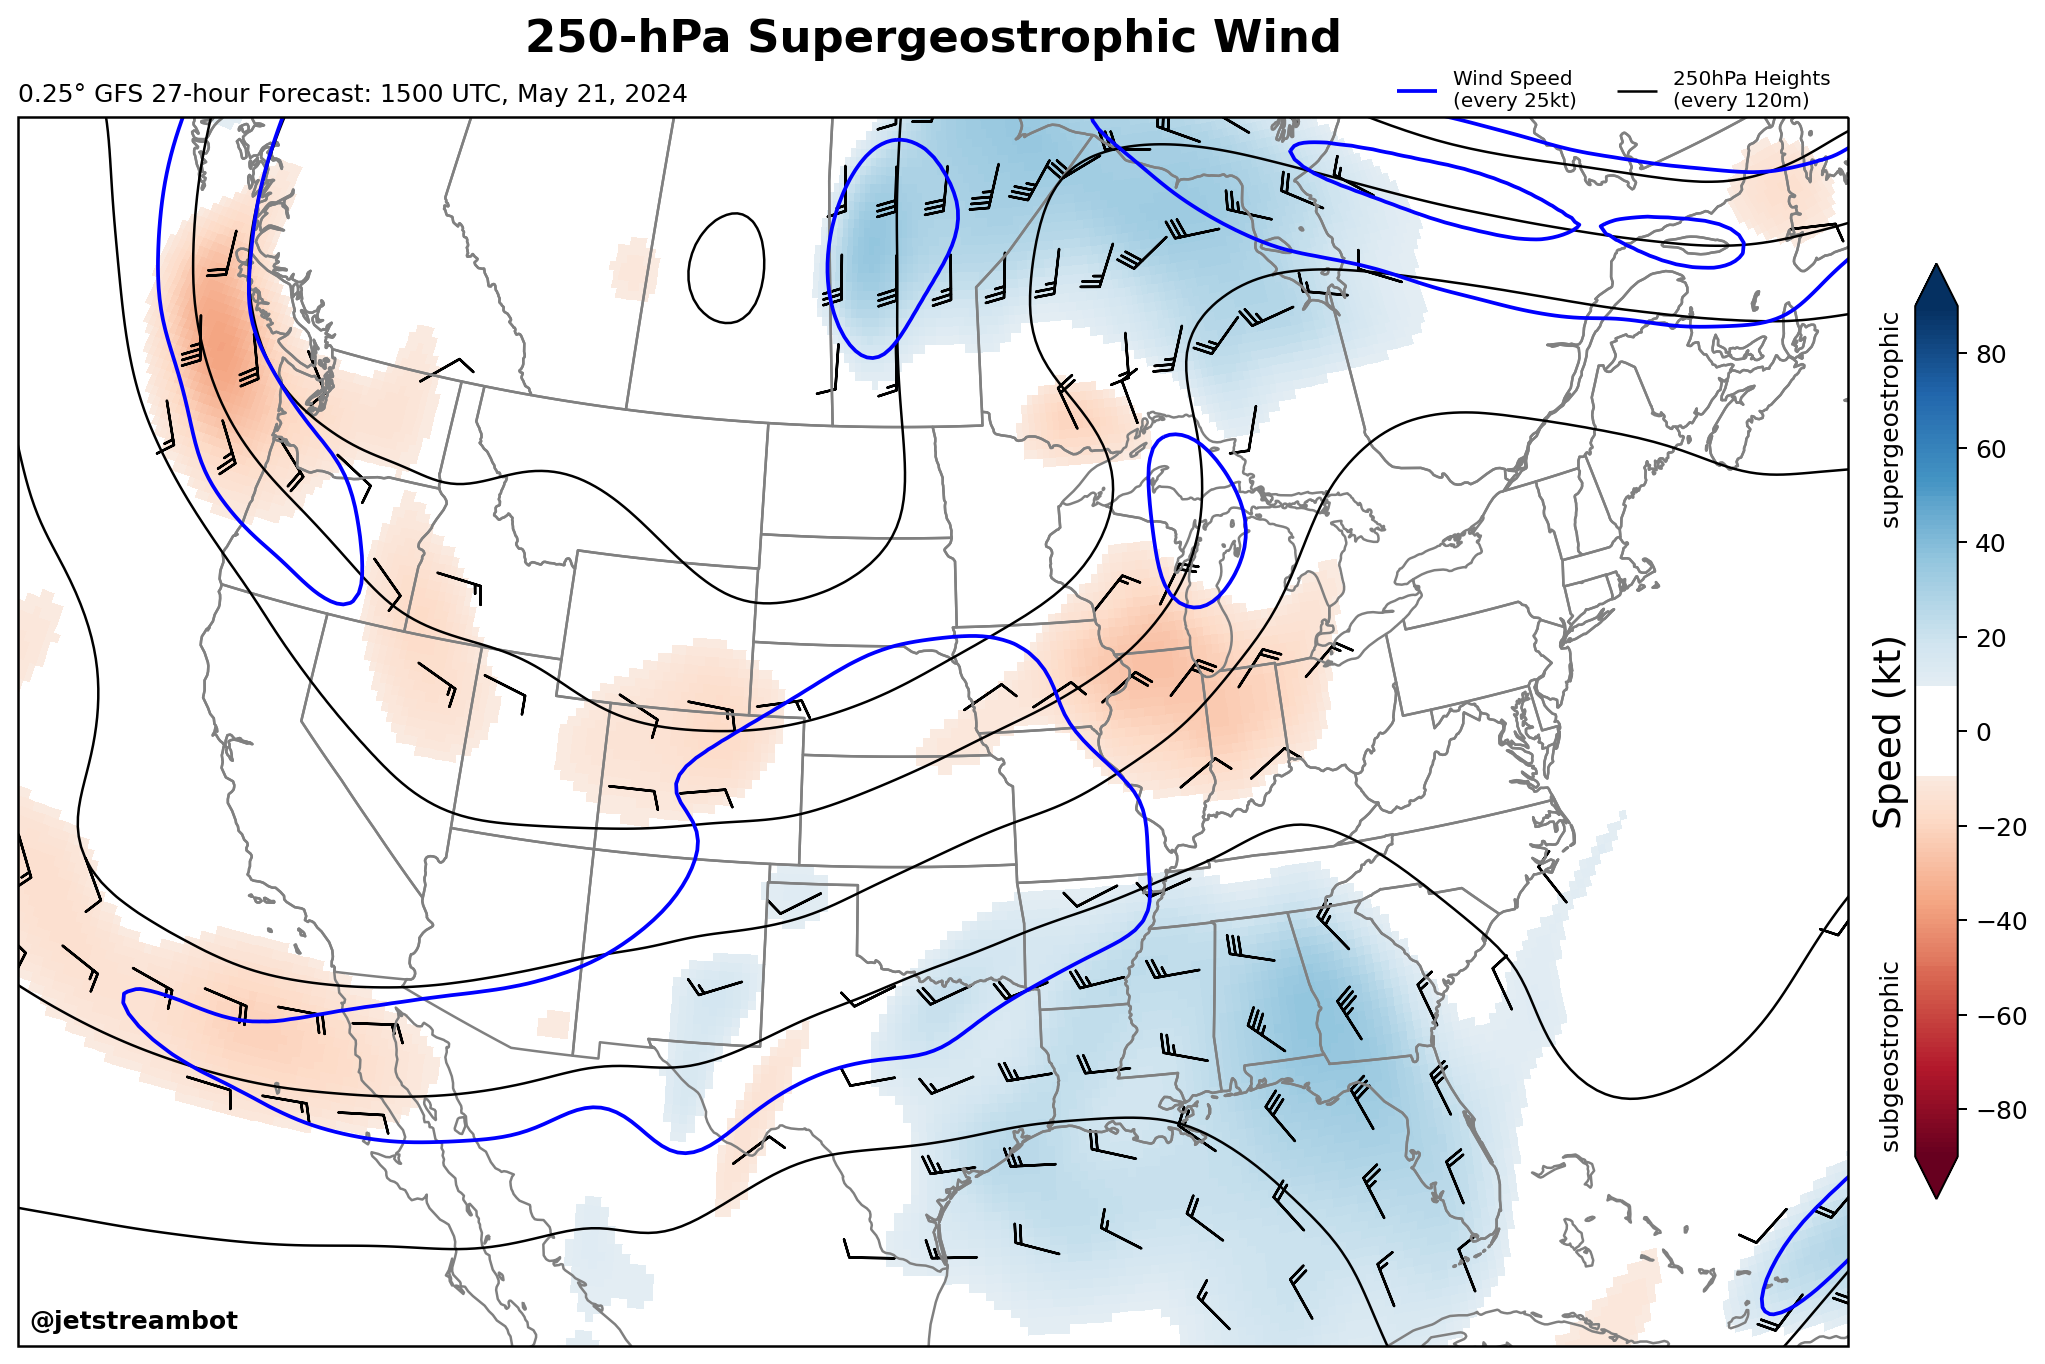 250-hPa Supergeostrophic Wind
0.25° GFS 27-hour Forecast: 1500 UTC, May 21, 2024
Wind Speed
(every 25kt)
250hPa Heights
(every 120m)
supergeostrophic
Speed (kt)
subgeostrophic
80
60
40
20
0
−20
−40
−60
−80
@jetstreambot